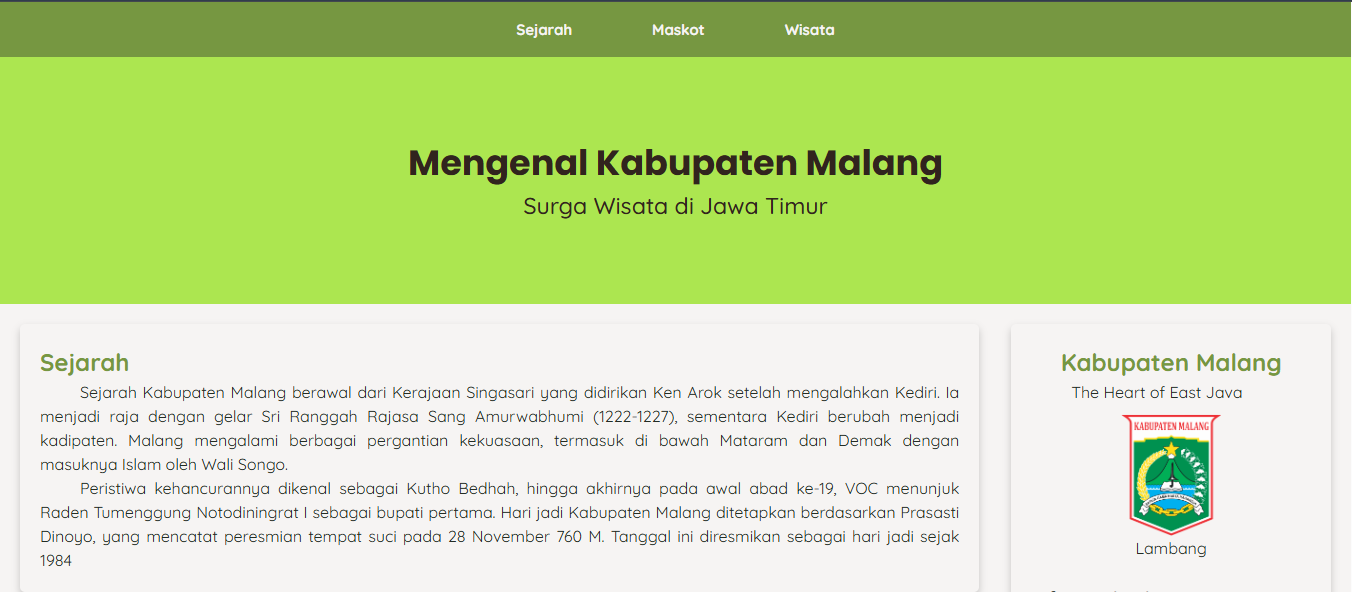 Sejarah Maskot Wisata
Mengenal Kabupaten Malang
Surga Wisata di Jawa Timur
Sejarah
Sejarah Kabupaten Malang berawal dari Kerajaan Singasari yang didirikan Ken Arok setelah mengalahkan Kediri. Ia
menjadi raja dengan gelar Sri Ranggah Rajasa Sang Amurwabhumi (1222-1227), sementara Kediri berubah menjadi
kadipaten. Malang mengalami berbagai pergantian kekuasaan, termasuk di bawah Mataram dan Demak dengan
masuknya Islam oleh Wali Songo.
Peristiwa kehancurannya dikenal sebagai Kutho Bedhah, hingga akhirnya pada awal abad ke-19, VOC menunjuk
Raden Tumenggung Notodiningrat I sebagai bupati pertama. Hari jadi Kabupaten Malang ditetapkan berdasarkan Prasasti
Dinoyo, yang mencatat peresmian tempat suci pada 28 November 760 M. Tanggal ini diresmikan sebagai hari jadi sejak
1984
Kabupaten Malang
The Heart of East Java
KABUPATEN MALANG
Lambang